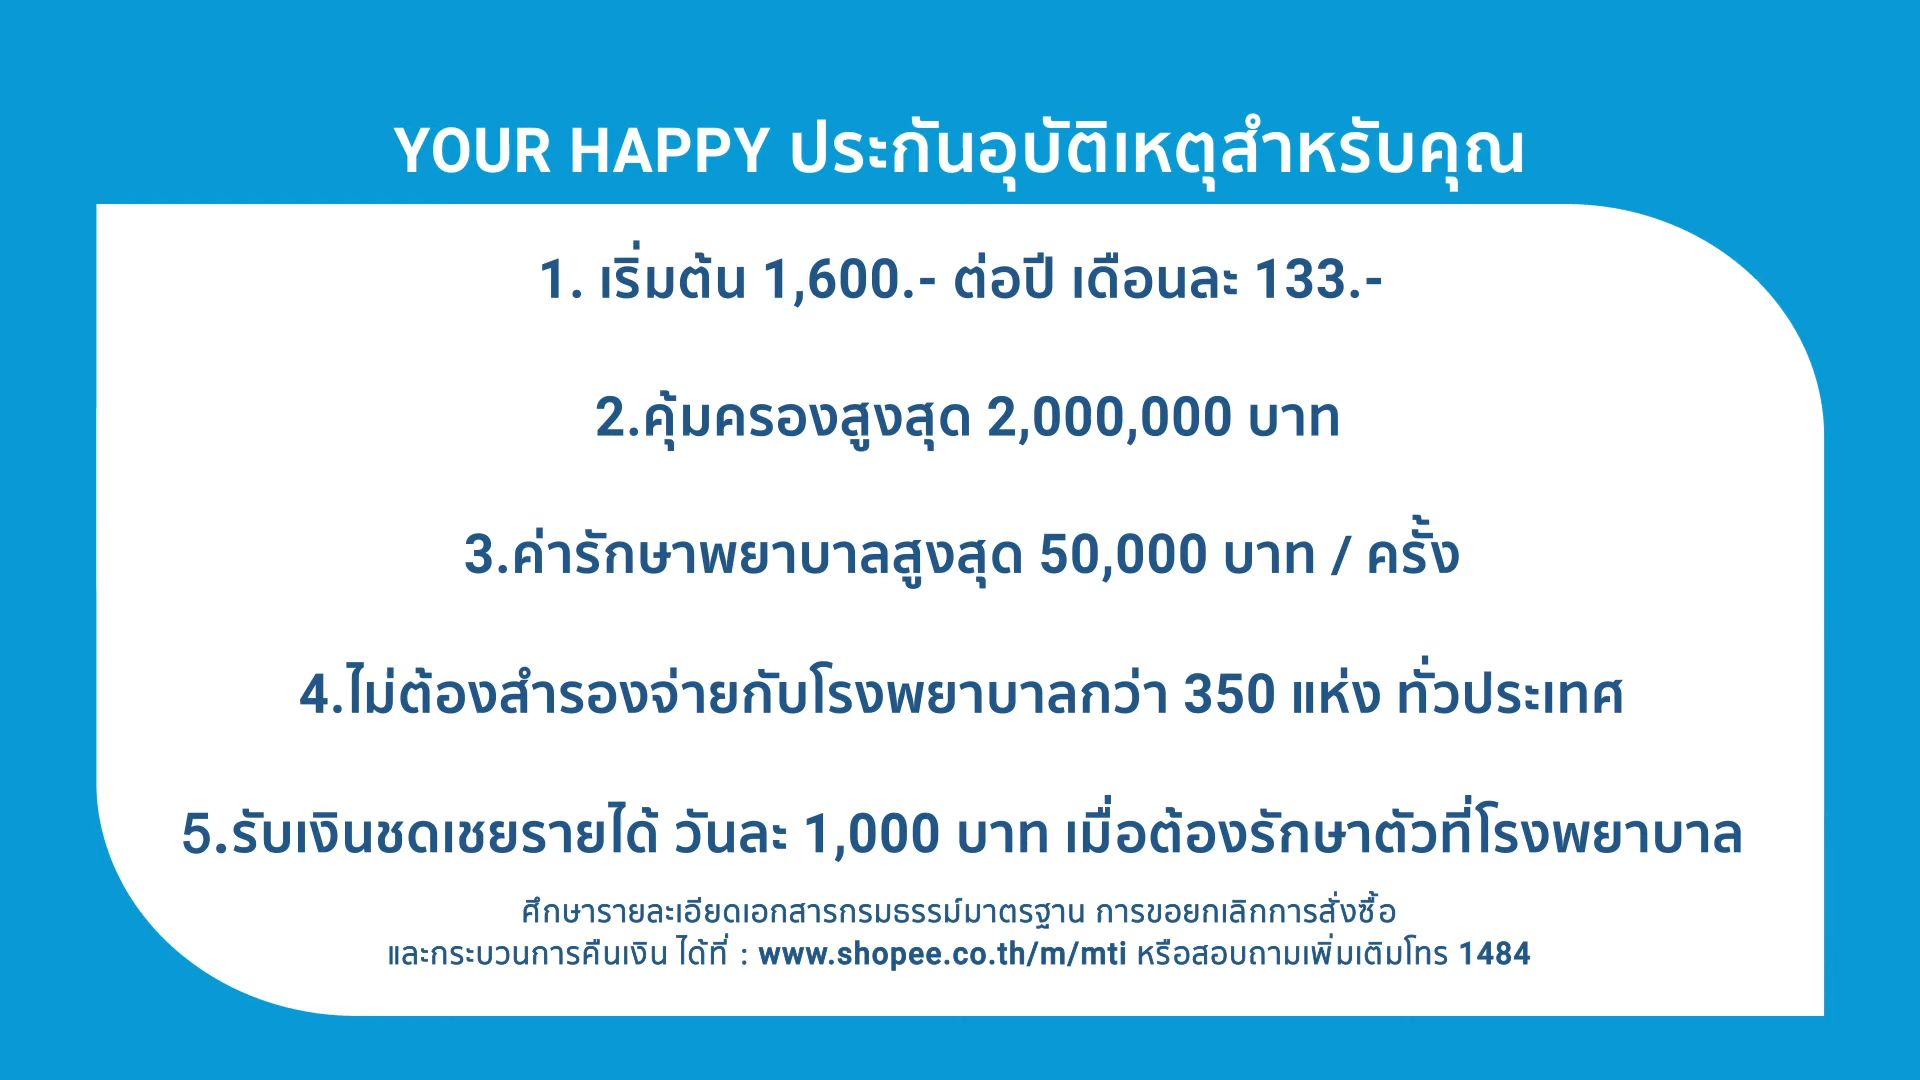 YOUR HAPPY ประกันอุบัติเหตุสำหรับคุณ
1. เริ่มต้น 1,600.- ต่อปี เดือนละ 133.-
2.คุ้มครองสูงสุด 2,000,000 บาท
3.ค่ารักษาพยาบาลสูงสุด 50,000 บาท / ครั้ง
4.ไม่ต้องสำรองจ่ายกับโรงพยาบาลกว่า 350 แห่ง ทั่วประเทศ
5.รับเงินชดเชยรายได้ วันละ 1,000 บาท เมื่อต้องรักษาตัวที่โรงพยาบาล
ศึกษารายละเอียดเอกสารกรมธรรม์มาตรฐาน การขอยกเลิกการสั่งซื้อ
และกระบวนการคืนเงิน ได้ที่ : www.shopee.co.th/m/mti หรือสอบถามเพิ่มเติมโทร 1484